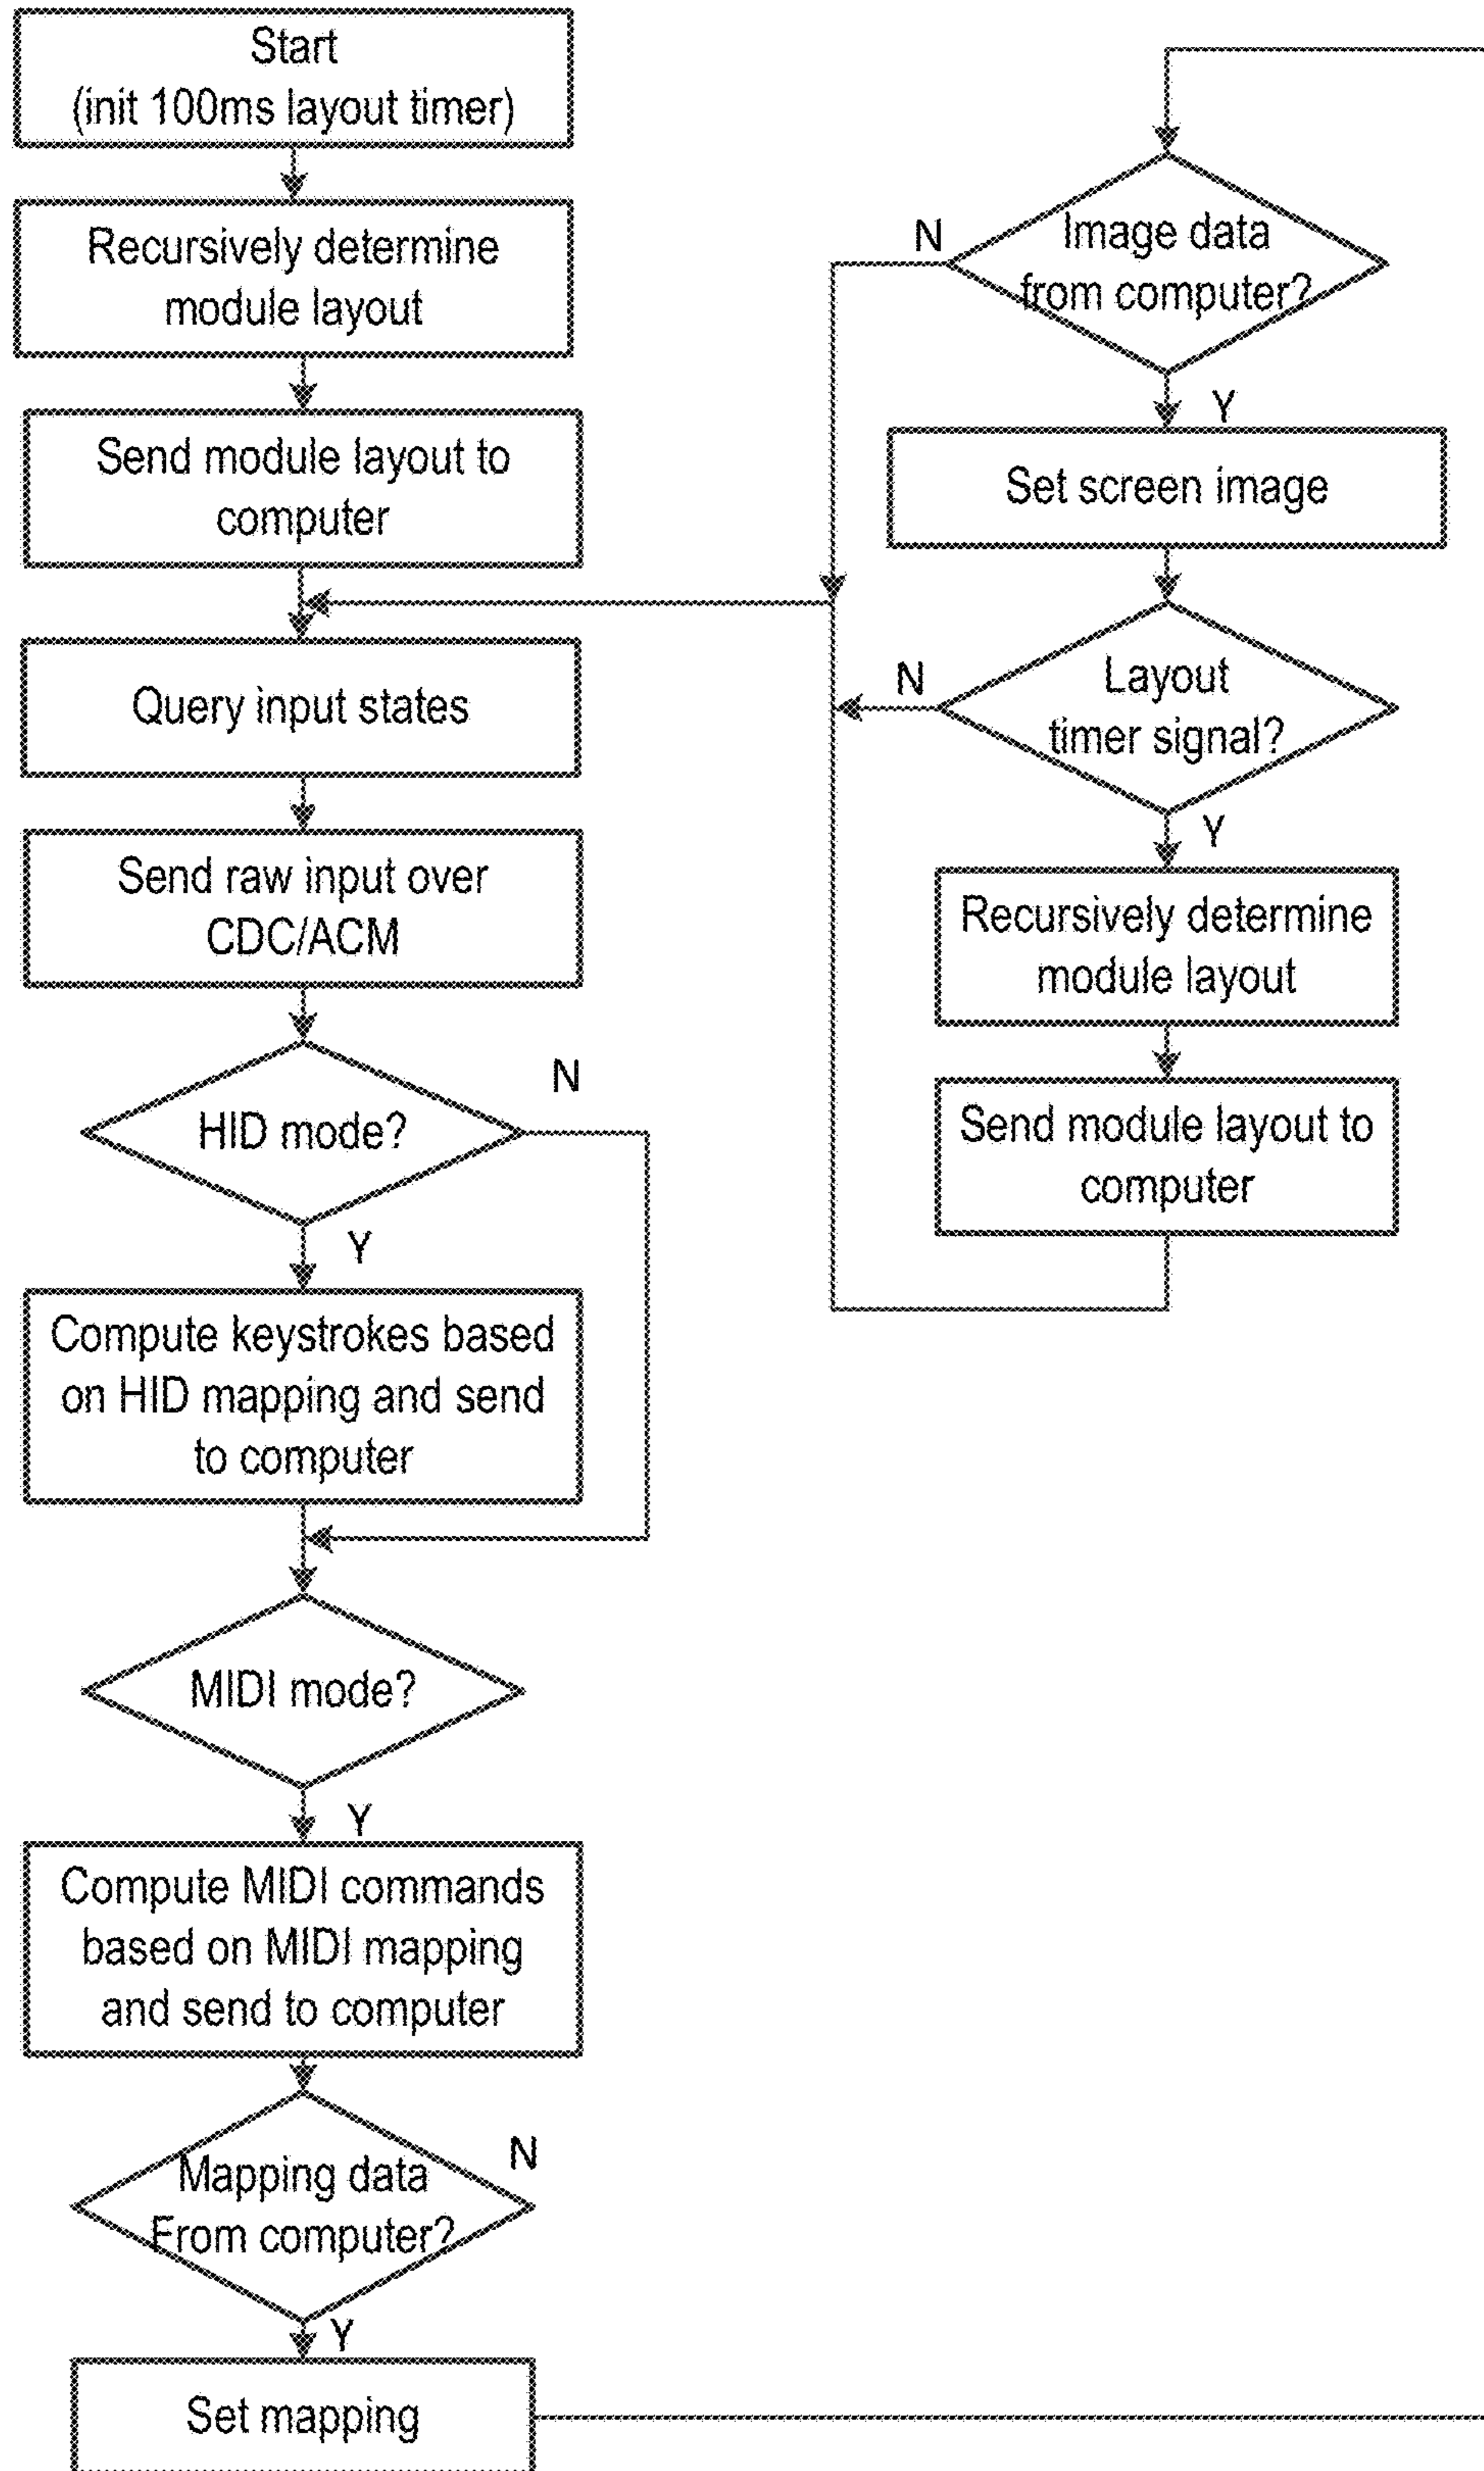 Start
(init 100ms layout timer)
Recursively determine
module layout
Send module layout to
computer
Query input states
Send raw input over
CDC/ACM
HID mode?
N
Y
Compute keystrokes based
on HID mapping and send
to computer
MIDI mode?
Y
Compute MIDI commands
based on MIDI mapping
and send to computer
Mapping data
From computer?
N
Y
Set mapping
Image data
from computer?
N
Y
Set screen image
Layout
timer signal?
N
Y
Recursively determine
module layout
Send module layout to
computer